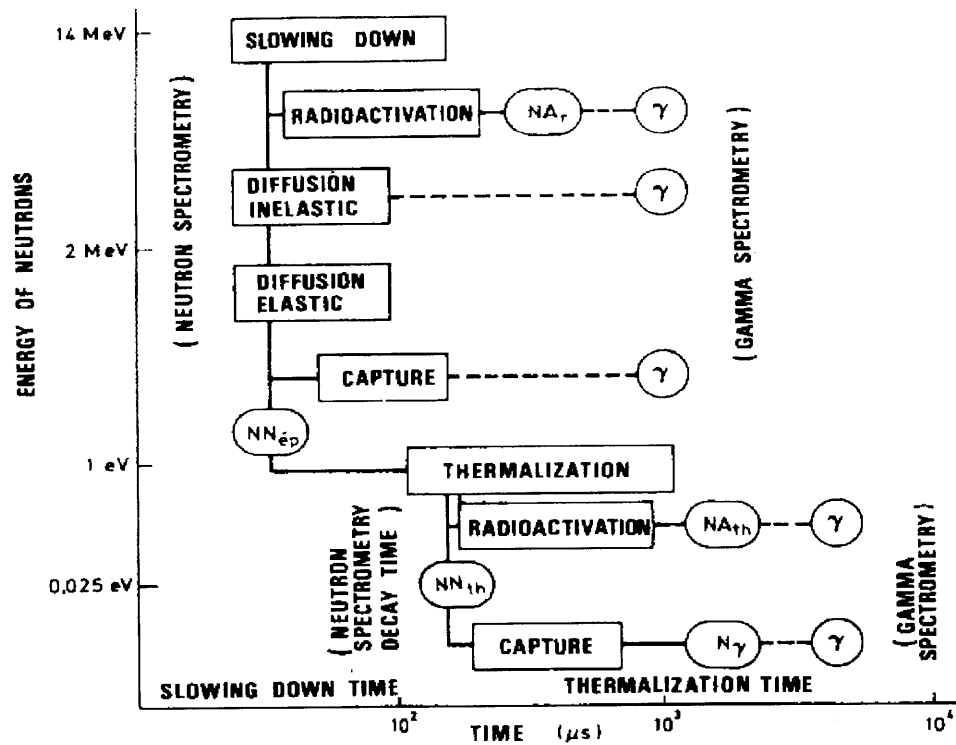 14 MeV
SLOWING DOWN
RADIOACTIVATION
NAr
γ
DIFFUSION
INELASTIC
γ
2 MeV
DIFFUSION
ELASTIC
CAPTURE
γ
NNép
1 eV
THERMALIZATION
RADIOACTIVATION
NAth
γ
0,025 eV
NNth
CAPTURE
Nγ
γ
SLOWING DOWN TIME
THERMALIZATION TIME
10²
10³
10⁴
TIME (μs)
ENERGY OF NEUTRONS
(NEUTRON SPECTROMETRY)
(GAMMA SPECTROMETRY)
(NEUTRON
SPECTROMETRY
DECAY TIME)
(GAMMA
SPECTROMETRY)